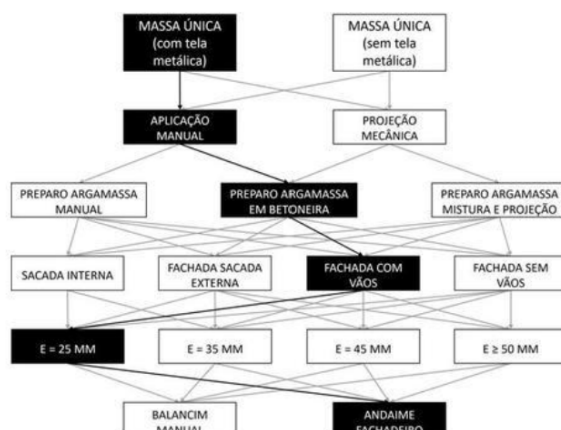 MASSA ÚNICA
(com tela
metálica)
MASSA ÚNICA
(sem tela
metálica)
APLICAÇÃO
MANUAL
PROJEÇÃO
MECÂNICA
PREPARO ARGAMASSA
MANUAL
PREPARO ARGAMASSA
EM BETONEIRA
PREPARO ARGAMASSA
MISTURA E PROJEÇÃO
SACADA INTERNA
FACHADA SACADA
EXTERNA
FACHADA COM
VÃOS
FACHADA SEM
VÃOS
E = 25 MM
E = 35 MM
E = 45 MM
E ≥ 50 MM
BALANCIM
MANUAL
ANDAIME
FACHADEIRO